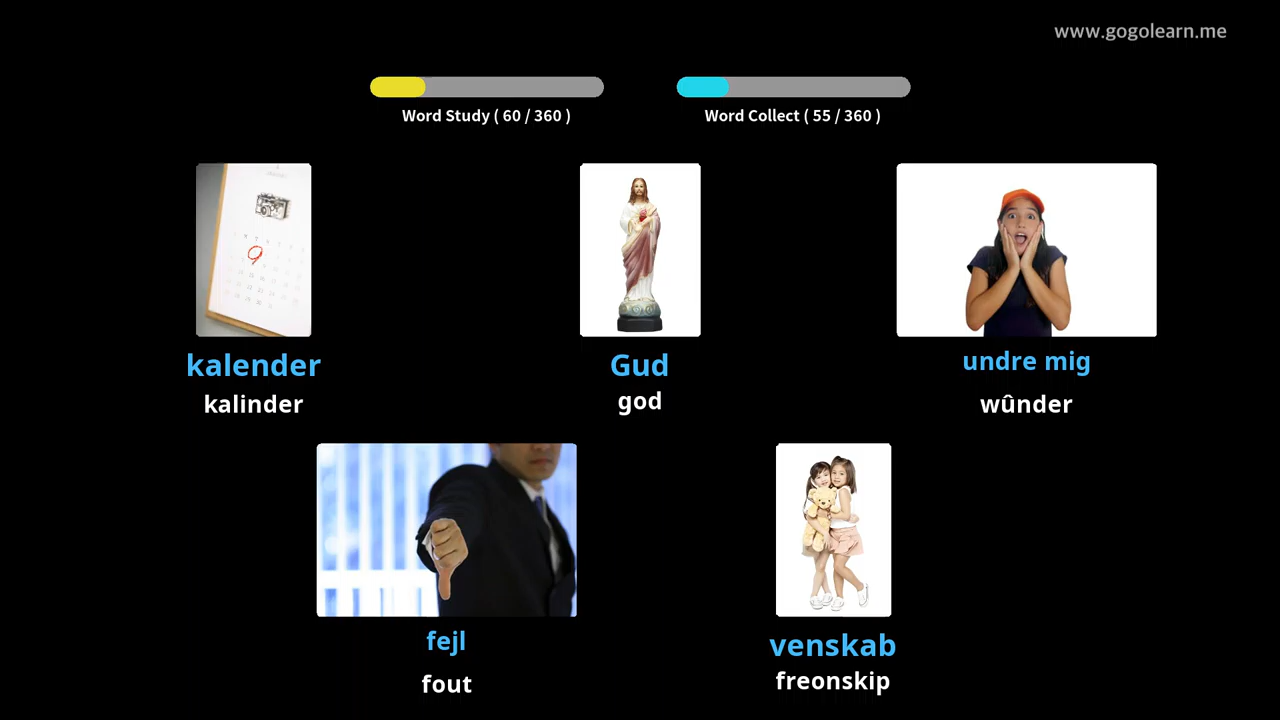 www.gogolearn.me
Word Study ( 60 / 360 )
Word Collect ( 55 / 360 )
kalender
kalinder
Gud
god
undre mig
wûnder
fejl
fout
venskab
freonskip